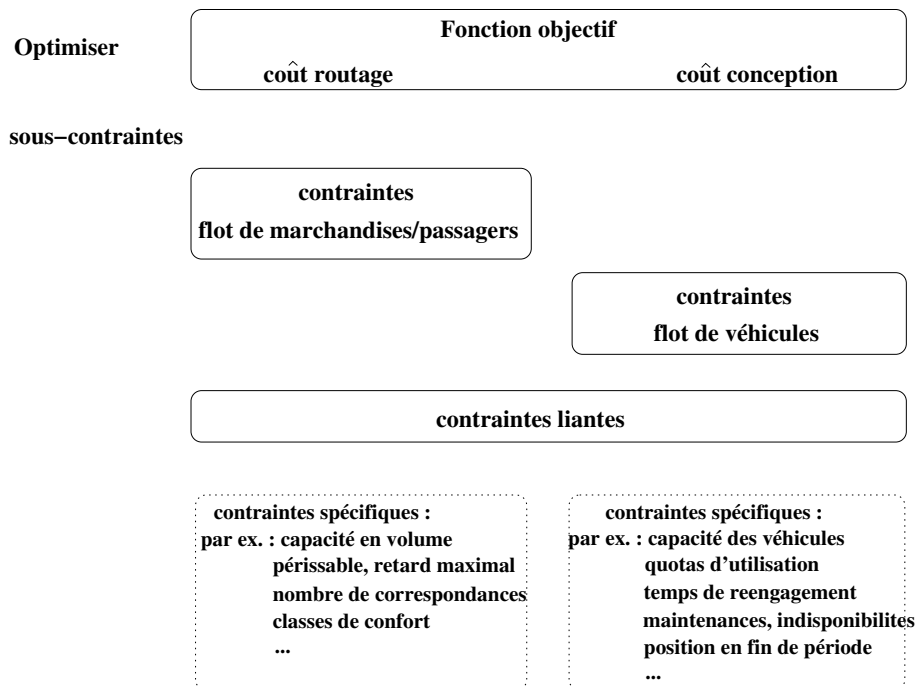 Optimiser
Fonction objectif
coût routage
coût conception
sous-contraintes
contraintes
flot de marchandises/passagers
contraintes
flot de véhicules
contraintes liantes
contraintes spécifiques :
par ex. : capacité en volume
périssable, retard maximal
nombre de correspondances
classes de confort
...
contraintes spécifiques :
par ex. : capacité des véhicules
quotas d'utilisation
temps de reengagement
maintenances, indisponibilites
position en fin de période
...